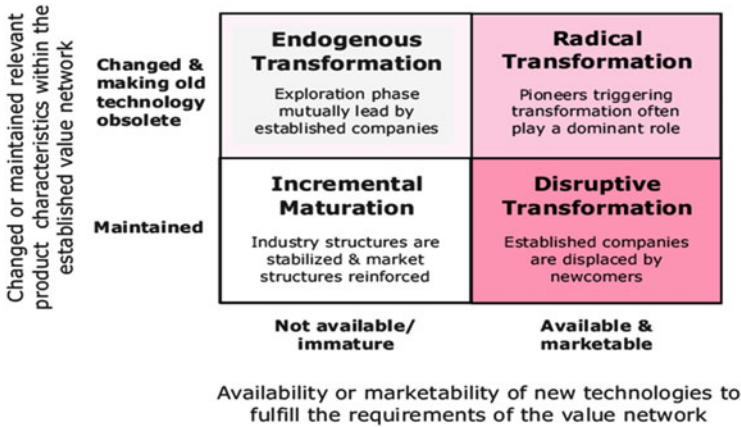 Changed or maintained relevant
product characteristics within the
established value network
Changed &
making old
technology
obsolete
Endogenous
Transformation
Exploration phase
mutually lead by
established companies
Radical
Transformation
Pioneers triggering
transformation often
play a dominant role
Maintained
Incremental
Maturation
Industry structures are
stabilized & market
structures reinforced
Disruptive
Transformation
Established companies
are displaced by
newcomers
Not available/
immature
Available &
marketable
Availability or marketability of new technologies to
fulfill the requirements of the value network